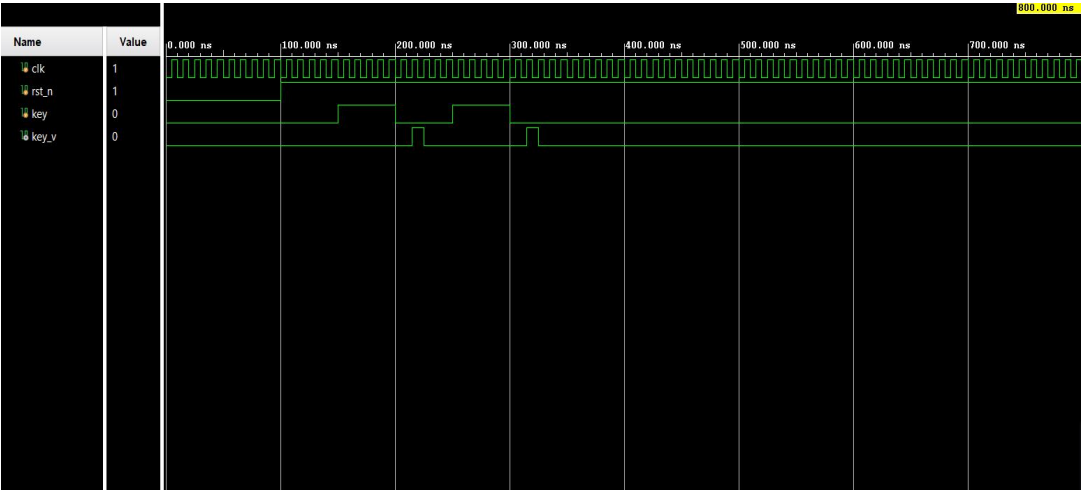 800.000 ns
Name Value
0.000 ns 100.000 ns 200.000 ns 300.000 ns 400.000 ns 500.000 ns 600.000 ns 700.000 ns
clk 1
rst_n 1
key 0
key_v 0